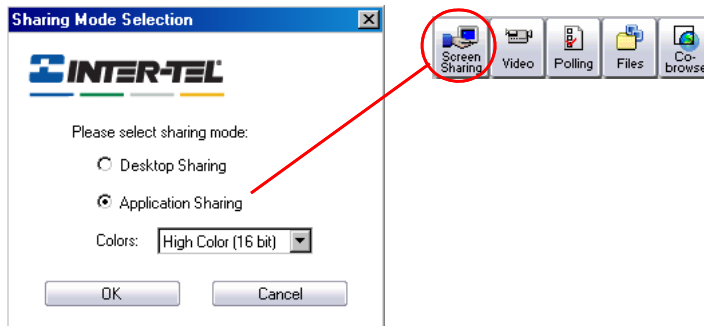 Sharing Mode Selection
INTER-TEL
Please select sharing mode:
Desktop Sharing
Application Sharing
Colors: High Color (16 bit)
OK Cancel
Screen
Sharing
Video
Polling
Files
Co-
browse